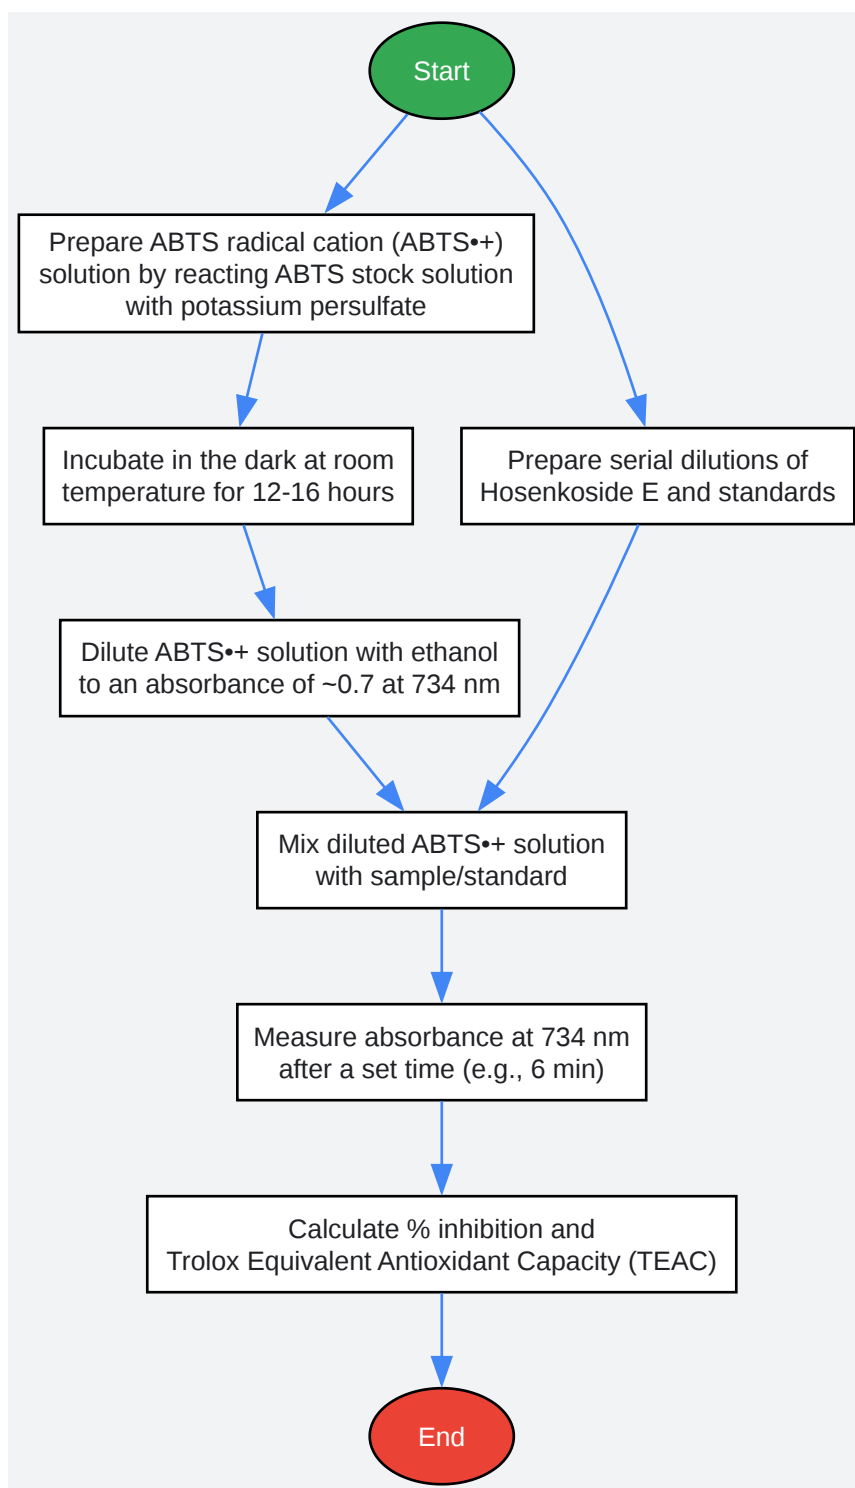 Start
Prepare ABTS radical cation (ABTS•+)
solution by reacting ABTS stock solution
with potassium persulfate
Incubate in the dark at room
temperature for 12-16 hours
Prepare serial dilutions of
Hosenkoside E and standards
Dilute ABTS•+ solution with ethanol
to an absorbance of ~0.7 at 734 nm
Mix diluted ABTS•+ solution
with sample/standard
Measure absorbance at 734 nm
after a set time (e.g., 6 min)
Calculate % inhibition and
Trolox Equivalent Antioxidant Capacity (TEAC)
End